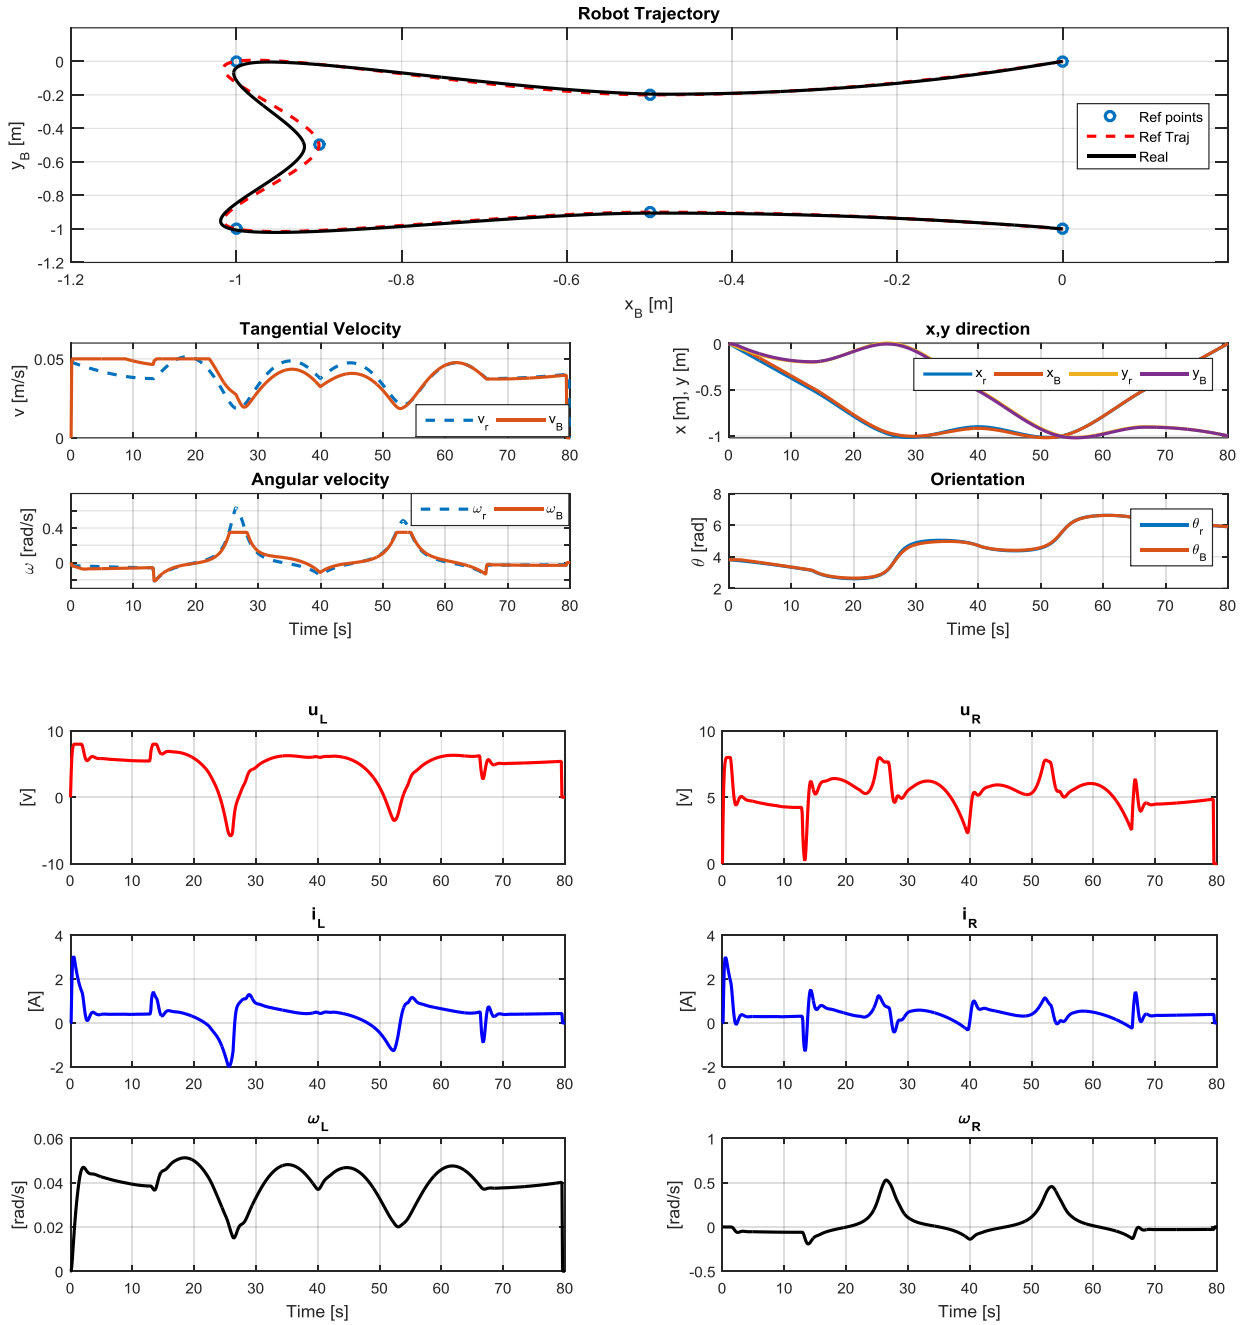 Robot Trajectory
0
-0.2
-0.4
-0.6
-0.8
-1
-1.2
y_B [m]
Ref points
Ref Traj
Real
-1.2 -1 -0.8 -0.6 -0.4 -0.2 0
x_B [m]
Tangential Velocity
0.05
0
v [m/s]
v_r v_B
0 10 20 30 40 50 60 70 80
x,y direction
0
-0.5
-1
x [m], y [m]
x_r x_B y_r y_B
0 10 20 30 40 50 60 70 80
Angular velocity
0.4
0
ω [rad/s]
ω_r ω_B
0 10 20 30 40 50 60 70 80
Time [s]
Orientation
8
6
4
2
θ [rad]
θ_r
θ_B
0 10 20 30 40 50 60 70 80
Time [s]
u_L
10
0
-10
[v]
0 10 20 30 40 50 60 70 80
u_R
10
5
0
[v]
0 10 20 30 40 50 60 70 80
i_L
4
2
0
-2
[A]
0 10 20 30 40 50 60 70 80
i_R
4
2
0
-2
[A]
0 10 20 30 40 50 60 70 80
ω_L
0.06
0.04
0.02
0
[rad/s]
0 10 20 30 40 50 60 70 80
Time [s]
ω_R
1
0.5
0
-0.5
[rad/s]
0 10 20 30 40 50 60 70 80
Time [s]